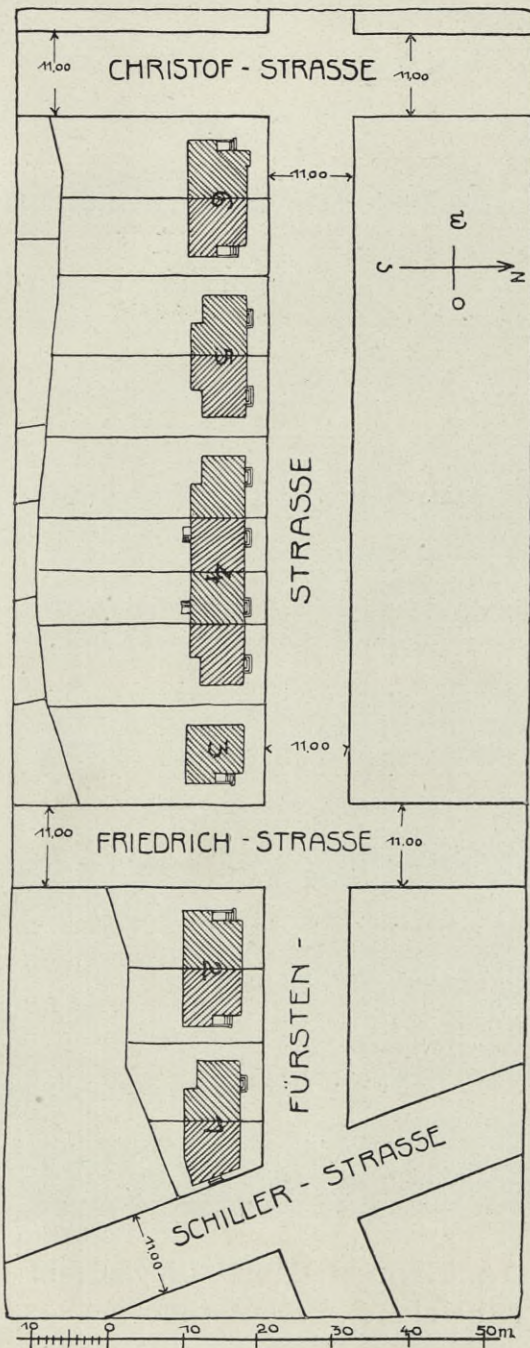 11.00 CHRISTOF - STRASSE 11.00
11.00
6
W
S N
O
5
STRASSE
4
3
11.00
11.00 FRIEDRICH - STRASSE 11.00
2
FÜRSTEN -
1
SCHILLER - STRASSE
11.00
10 0 10 20 30 40 50 m